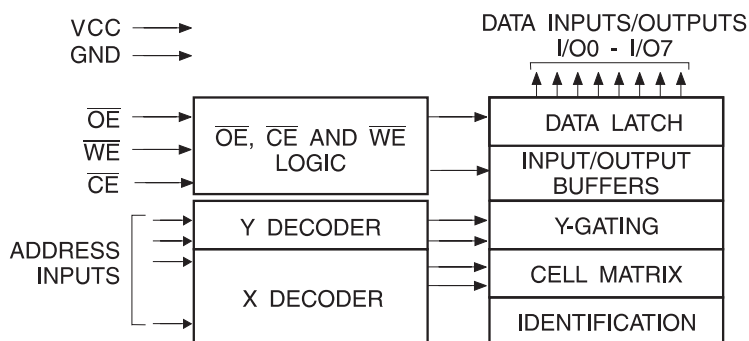 VCC
GND
OE
WE
CE
ADDRESS
INPUTS
OE, CE AND WE
LOGIC
Y DECODER
X DECODER
DATA INPUTS/OUTPUTS
I/O0 - I/O7
DATA LATCH
INPUT/OUTPUT
BUFFERS
Y-GATING
CELL MATRIX
IDENTIFICATION